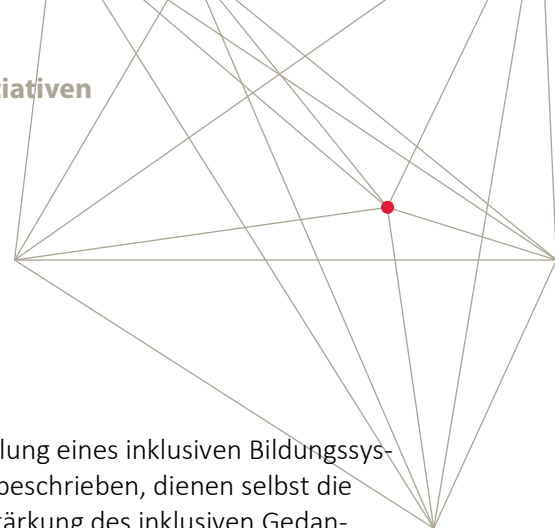 tiativen
lung eines inklusiven Bildungssys-
beschrieben, dienen selbst die
tärkung des inklusiven Gedan-